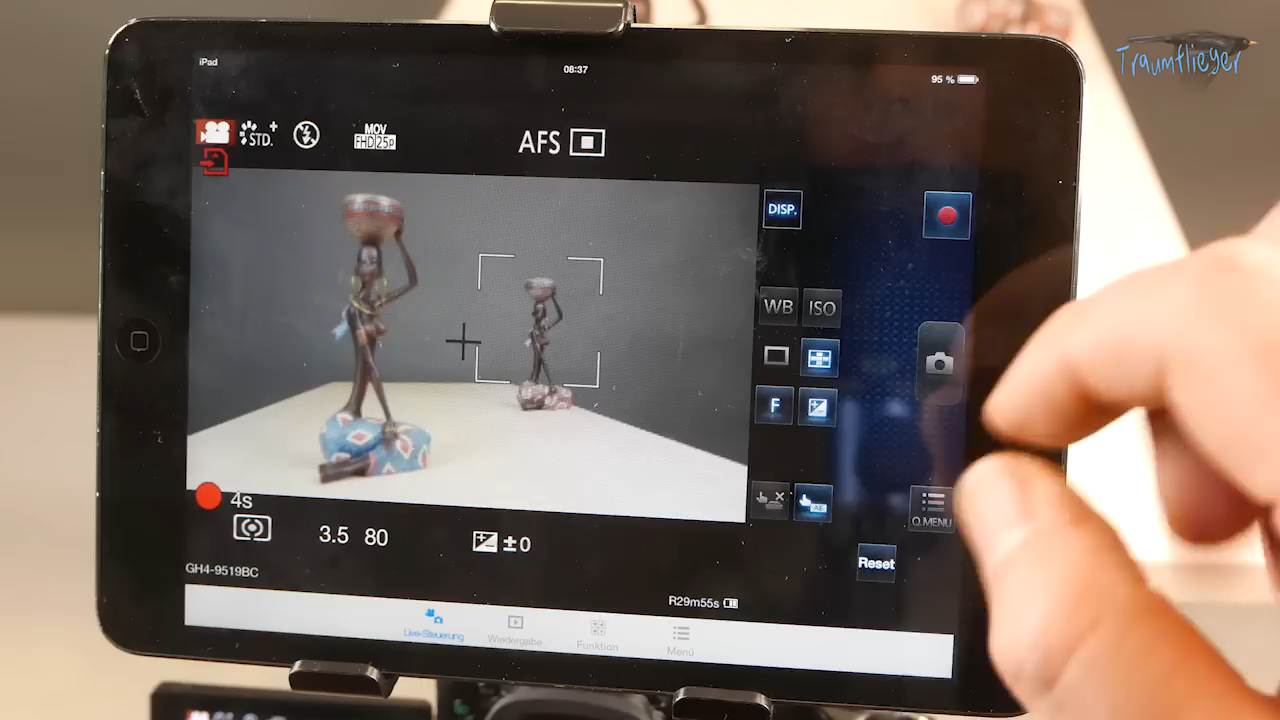 Traumflieger
iPad
08:37
95 %
STD.
MOV
FHD 25p
AFS
DISP.
WB ISO
F
AE
4s
3.5 80
±0
Q.MENU
Reset
GH4-9519BC
R29m55s
Live-Steuerung Wiedergabe Funktion Menü